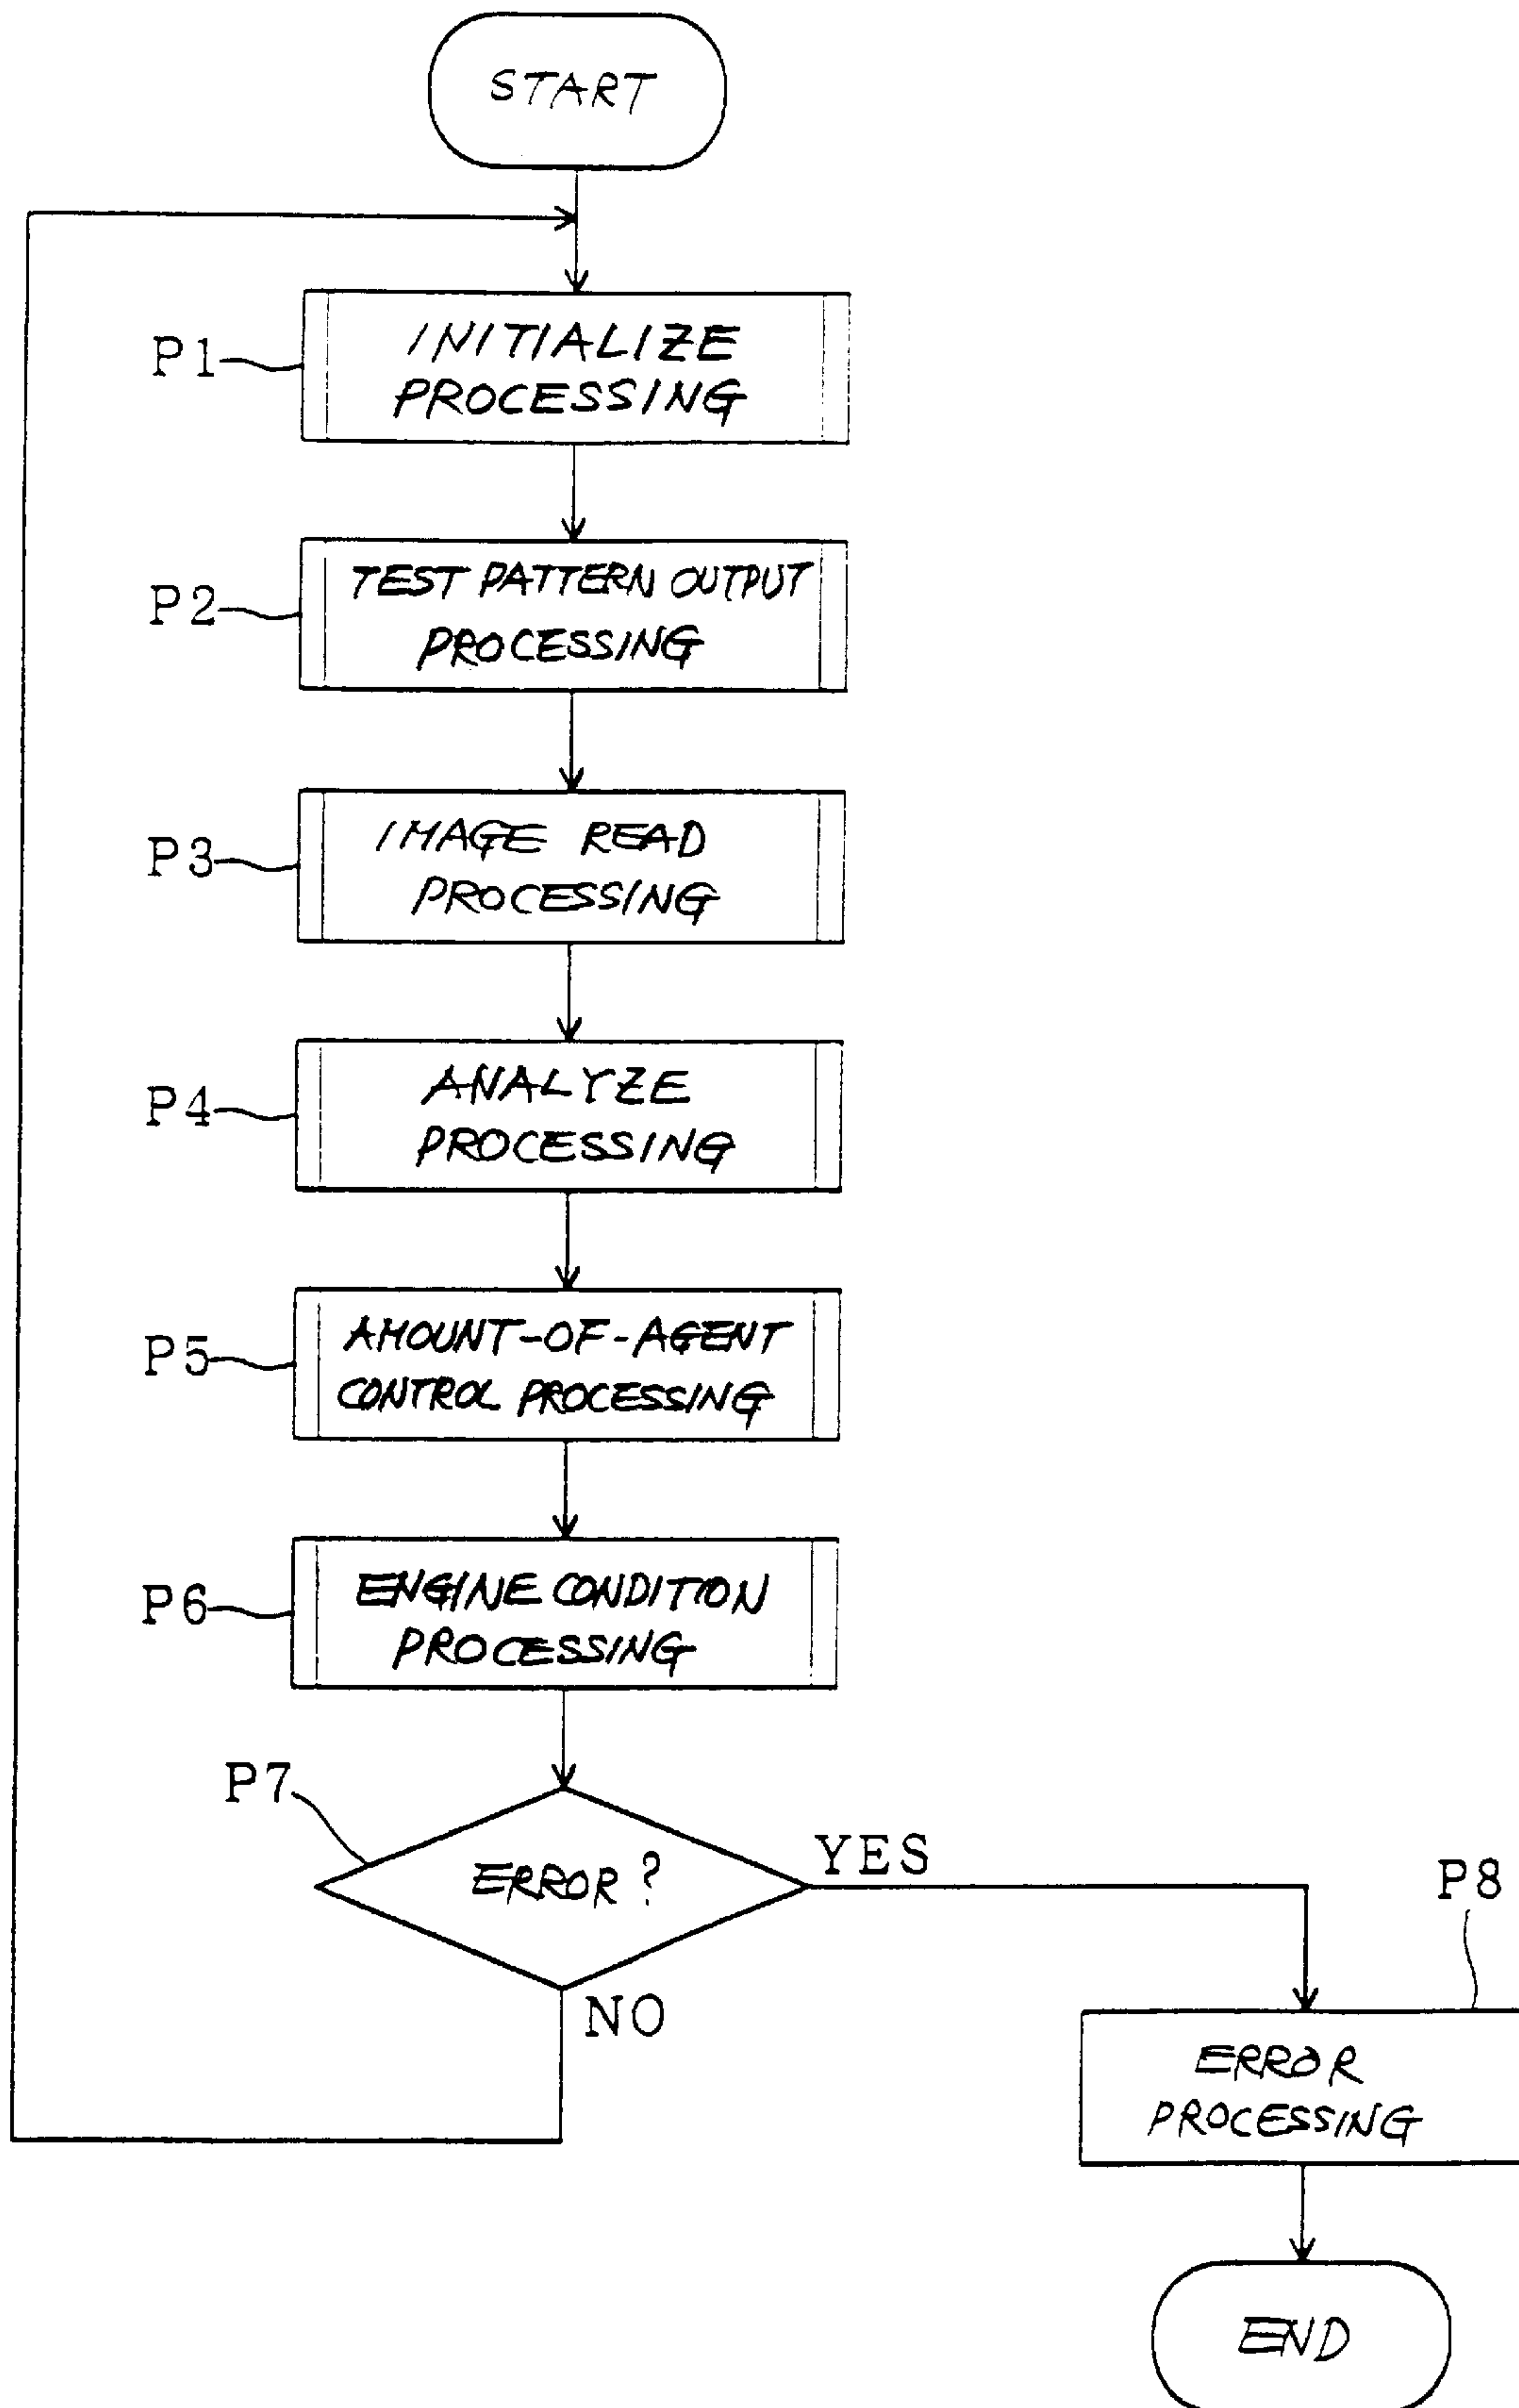 START
P1
INITIALIZE
PROCESSING
P2
TEST PATTERN OUTPUT
PROCESSING
P3
IMAGE READ
PROCESSING
P4
ANALYZE
PROCESSING
P5
AMOUNT-OF-AGENT
CONTROL PROCESSING
P6
ENGINE CONDITION
PROCESSING
P7
ERROR?
YES
NO
P8
ERROR
PROCESSING
END